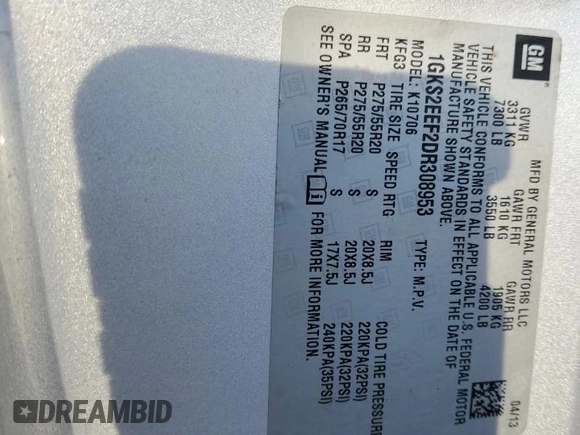 GM
MFD BY GENERAL MOTORS LLC 04/13
GVWR GAWR FRT GAWR RR
3311 KG 1610 KG 1905 KG
7300 LB 3550 LB 4200 LB
THIS VEHICLE CONFORMS TO ALL APPLICABLE U.S. FEDERAL MOTOR
VEHICLE SAFETY STANDARDS IN EFFECT ON THE DATE OF
MANUFACTURE SHOWN ABOVE.
1GKS2EEF2DR308953 TYPE: M.P.V.
MODEL: K10706
KFG3 TIRE SIZE SPEED RTG RIM COLD TIRE PRESSURE
FRT P275/55R20 S 20X8.5J 220KPA(32PSI)
RR P275/55R20 S 20X8.5J 220KPA(32PSI)
SPA P265/70R17 S 17X7.5J 240KPA(35PSI)
SEE OWNER'S MANUAL FOR MORE INFORMATION.
DREAMBID